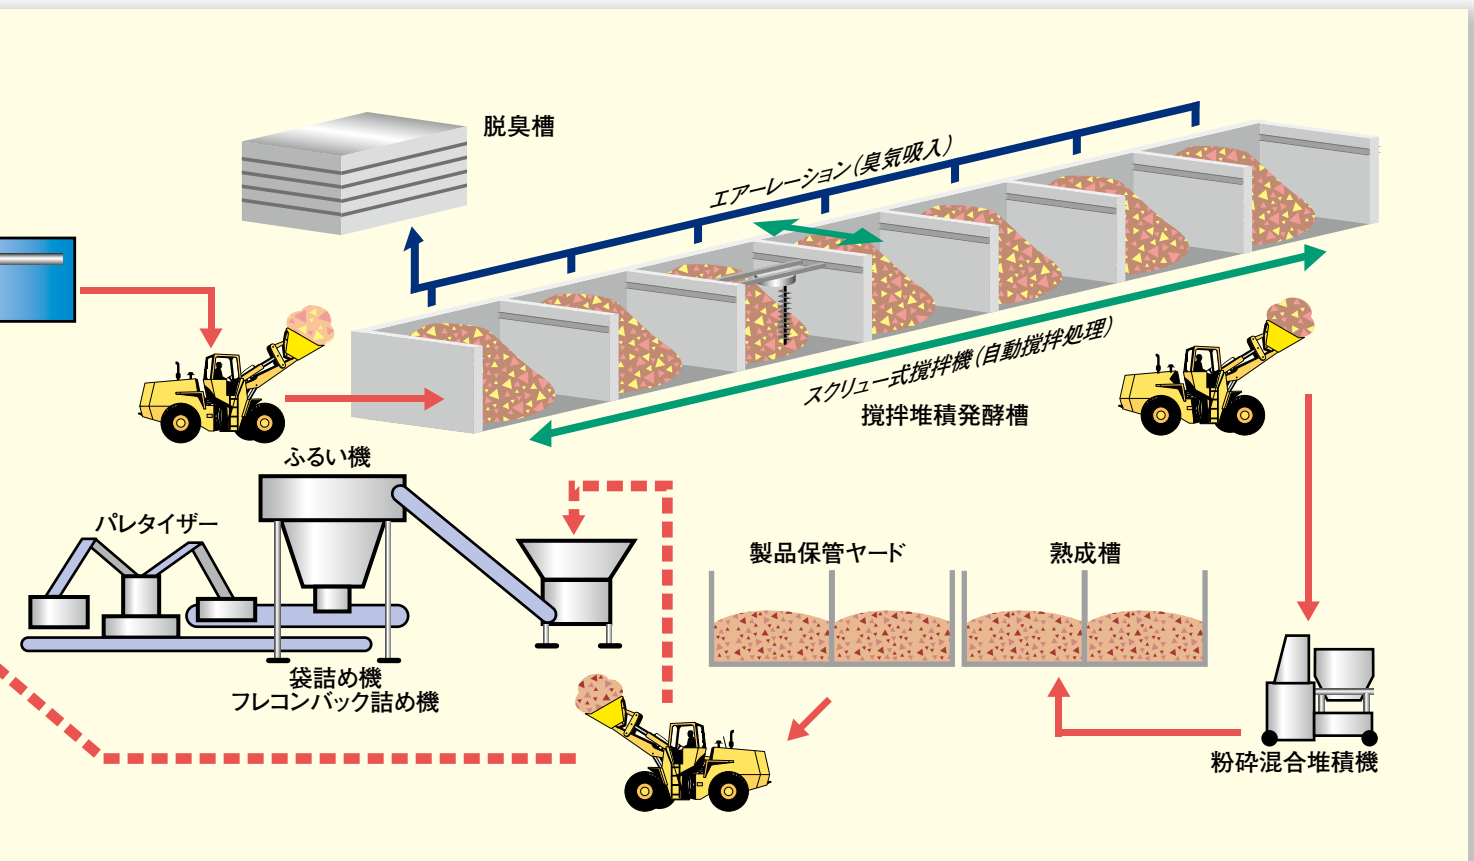 脱臭槽
エアーレーション(臭気吸入)
スクリュー式撹拌機(自動撹拌処理)
撹拌堆積発酵槽
ふるい機
パレタイザー
袋詰め機
フレコンバック詰め機
製品保管ヤード
熟成槽
粉砕混合堆積機